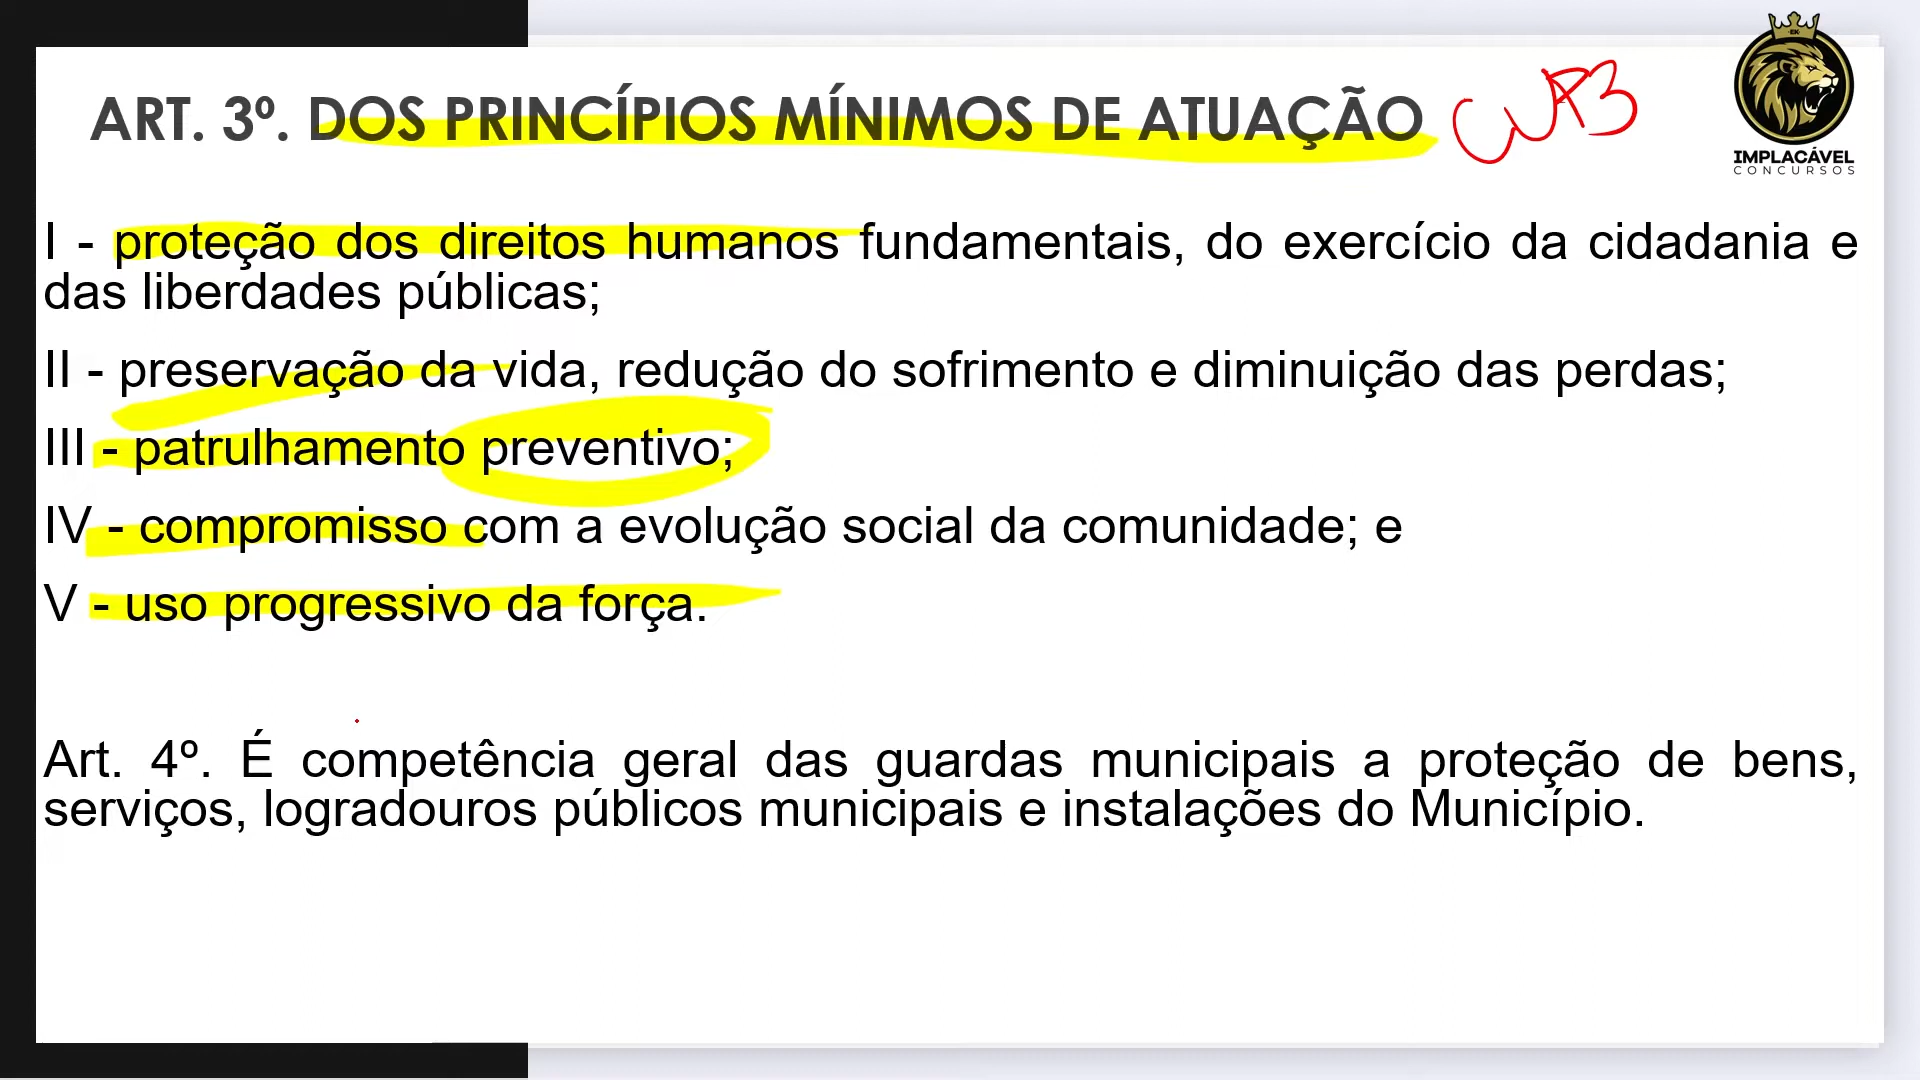 ART. 3º. DOS PRINCÍPIOS MÍNIMOS DE ATUAÇÃO
IMPLACÁVEL
CONCURSOS
I - proteção dos direitos humanos fundamentais, do exercício da cidadania e
das liberdades públicas;
II - preservação da vida, redução do sofrimento e diminuição das perdas;
III - patrulhamento preventivo;
IV - compromisso com a evolução social da comunidade; e
V - uso progressivo da força.
Art. 4º. É competência geral das guardas municipais a proteção de bens,
serviços, logradouros públicos municipais e instalações do Município.